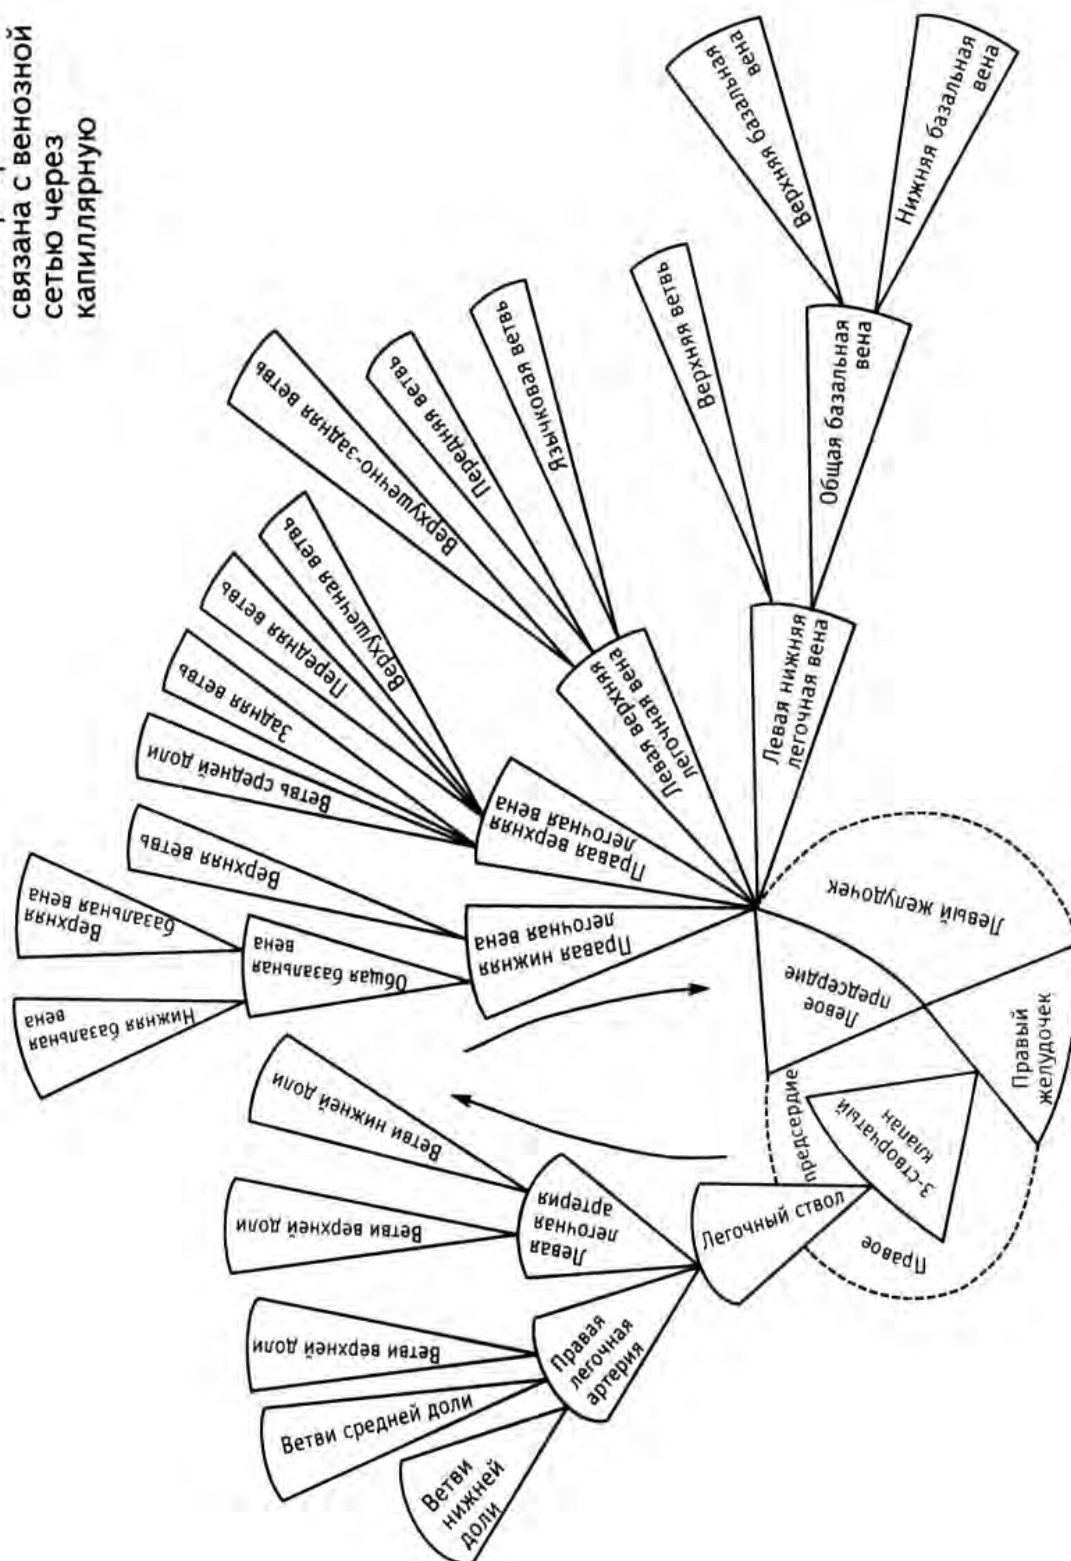 связана с венозной
сетью через
капиллярную
Верхняя базальная
вена
Нижняя базальная
вена
Общая базальная
вена
Верхняя ветвь
Левая нижняя
легочная вена
Язычковая ветвь
Передняя ветвь
Верхушечно-задняя ветвь
Левая верхняя
легочная вена
Верхушечная ветвь
Передняя ветвь
Задняя ветвь
Ветвь средней доли
Правая верхняя
легочная вена
Верхняя ветвь
Верхняя
базальная вена
Нижняя базальная
вена
Общая базальная
вена
Правая нижняя
легочная вена
Ветви нижней доли
Ветви верхней доли
Левая
легочная
артерия
Ветви верхней доли
Ветви средней доли
Ветви
нижней
доли
Правая
легочная
артерия
Легочный ствол
Левый желудочек
Левое
предсердие
Правый
желудочек
Правое
предсердие
3-створчатый
клапан